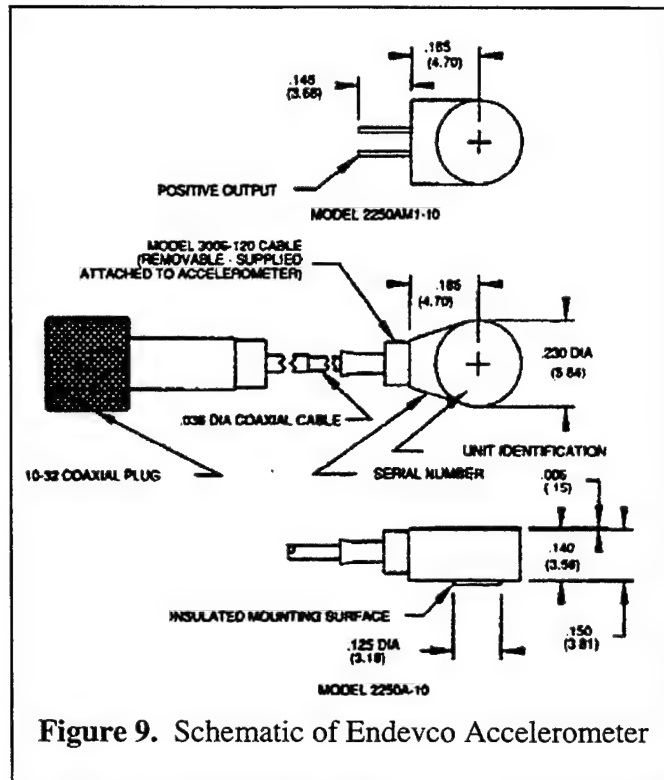 .185
(4.70)
.145
(3.68)
POSITIVE OUTPUT
MODEL 2250AM1-10
MODEL 3006-120 CABLE
(REMOVABLE - SUPPLIED
ATTACHED TO ACCELEROMETER)
.185
(4.70)
.230 DIA
(5.84)
.036 DIA COAXIAL CABLE
UNIT IDENTIFICATION
10-32 COAXIAL PLUG
SERIAL NUMBER
(.15)
.140
(3.56)
INSULATED MOUNTING SURFACE
.125 DIA
(3.18)
.150
(3.81)
MODEL 2250A-10
Figure 9. Schematic of Endevco Accelerometer